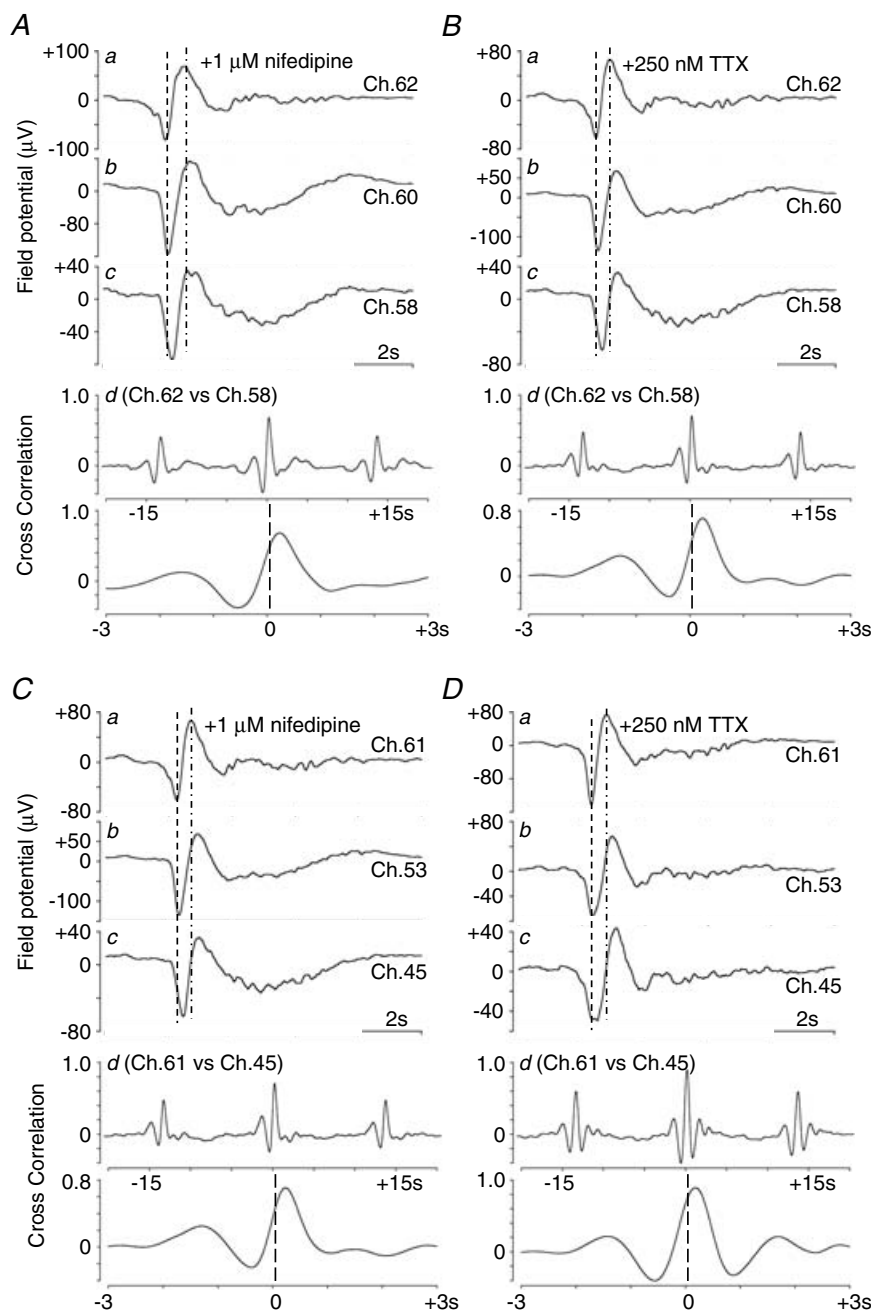 A
a
+1 μM nifedipine
Ch.62
+100
0
-100
b
Ch.60
0
-80
c
Ch.58
+40
0
-40
2s
Field potential (μV)
d (Ch.62 vs Ch.58)
1.0
0
-15
+15s
1.0
0
-3
0
+3s
Cross Correlation
B
a
+250 nM TTX
Ch.62
+80
0
-80
b
Ch.60
+50
0
-100
c
Ch.58
+40
0
-80
2s
d (Ch.62 vs Ch.58)
1.0
0
-15
+15s
0.8
0
-3
0
+3s
C
a
+1 μM nifedipine
Ch.61
+80
0
-80
b
Ch.53
+50
0
-100
c
Ch.45
+40
0
-80
2s
Field potential (μV)
d (Ch.61 vs Ch.45)
1.0
0
-15
+15s
0.8
0
-3
0
+3s
Cross Correlation
D
a
+250 nM TTX
Ch.61
+80
0
-80
b
Ch.53
+80
0
-40
c
Ch.45
+40
0
-40
2s
d (Ch.61 vs Ch.45)
1.0
0
-15
+15s
1.0
0
-3
0
+3s